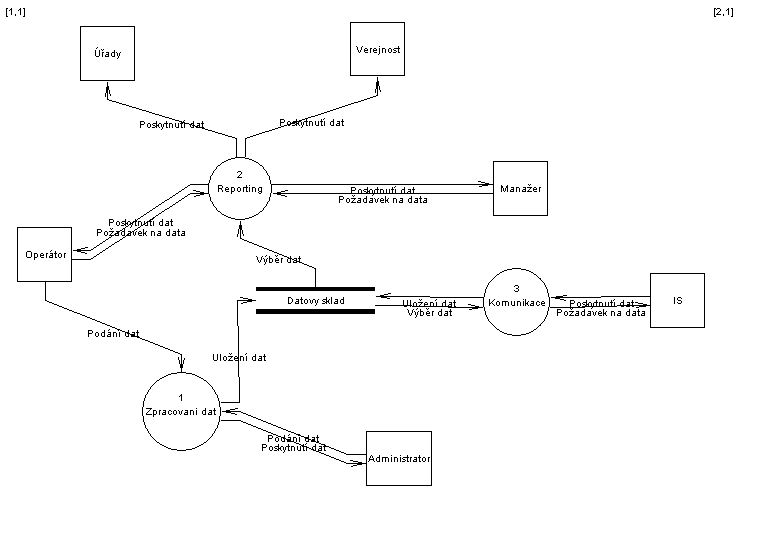 [1,1]
[2,1]
Úřady
Verejnost
Poskytnutí dat
Poskytnutí dat
2
Reporting
Manažer
Poskytnutí dat
Požadavek na data
Poskytnutí dat
Požadavek na data
Operátor
Výběr dat
Datovy sklad
3
Komunikace
IS
Uložení dat
Výběr dat
Poskytnutí dat
Požadavek na data
Podání dat
Uložení dat
1
Zpracovani dat
Podání dat
Poskytnutí dat
Administrator